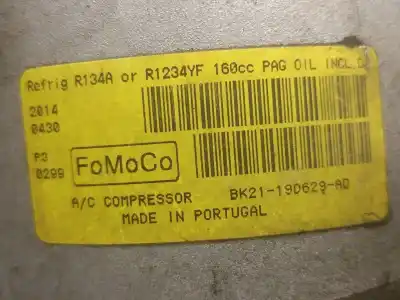 Refrig R134A or R1234YF 160cc PAG OIL INCL.
2014
0430
P3
0299
FoMoCo
A/C COMPRESSOR BK21-19D629-AD
MADE IN PORTUGAL